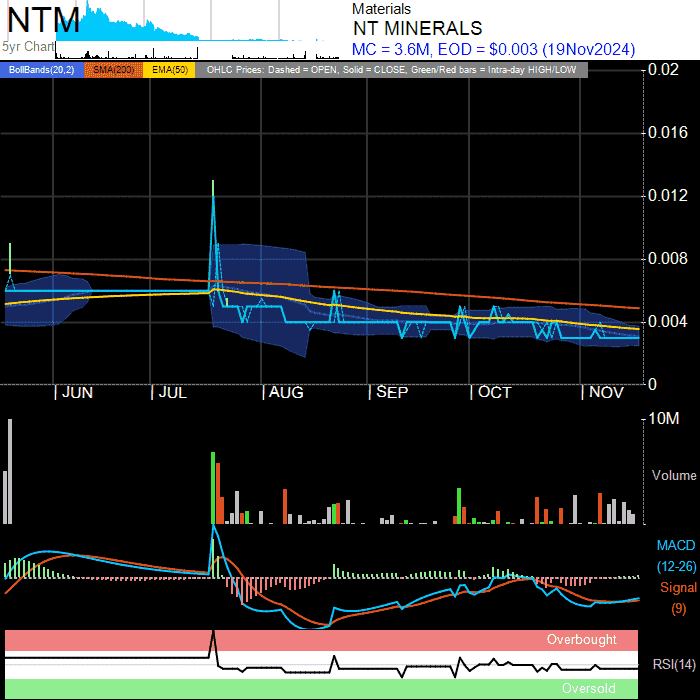 NTM
5yr Chart
Materials
NT MINERALS
MC = 3.6M, EOD = $0.003 (19Nov2024)
BollBands(20,2) SMA(200) EMA(50) OHLC Prices: Dashed = OPEN, Solid = CLOSE, Green/Red bars = Intra-day HIGH/LOW
0.02
0.016
0.012
0.008
0.004
0
JUN JUL AUG SEP OCT NOV
10M
Volume
MACD
(12-26)
Signal
(9)
Overbought
RSI(14)
Oversold